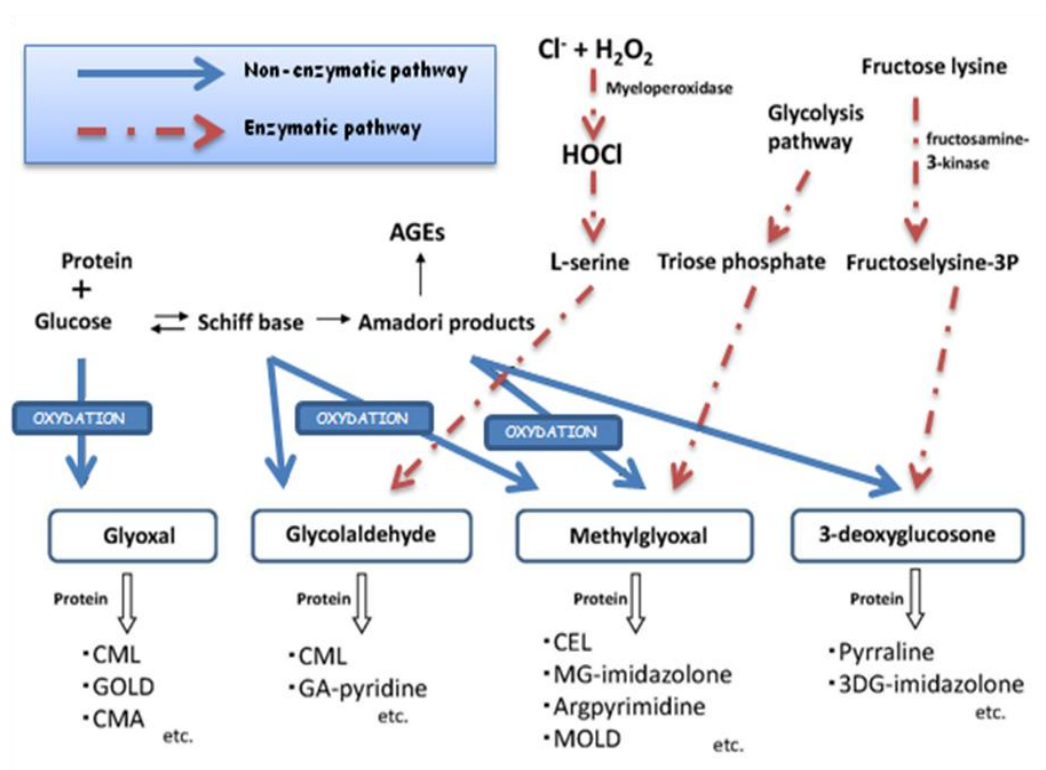 Non-cnzymatic pathway
Enzymatic pathway
Cl⁻ + H₂O₂
Myeloperoxidase
HOCl
L-serine
Glycolysis
pathway
Triose phosphate
Fructose lysine
fructosamine-
3-kinase
Fructoselysine-3P
AGEs
Protein
+
Glucose
Schiff base
Amadori products
OXYDATION
OXYDATION
OXYDATION
Glyoxal
Glycolaldehyde
Methylglyoxal
3-deoxyglucosone
Protein
Protein
Protein
Protein
・CML
・GOLD
・CMA
etc.
・CML
・GA-pyridine
etc.
・CEL
・MG-imidazolone
・Argpyrimidine
・MOLD
etc.
・Pyrraline
・3DG-imidazolone
etc.